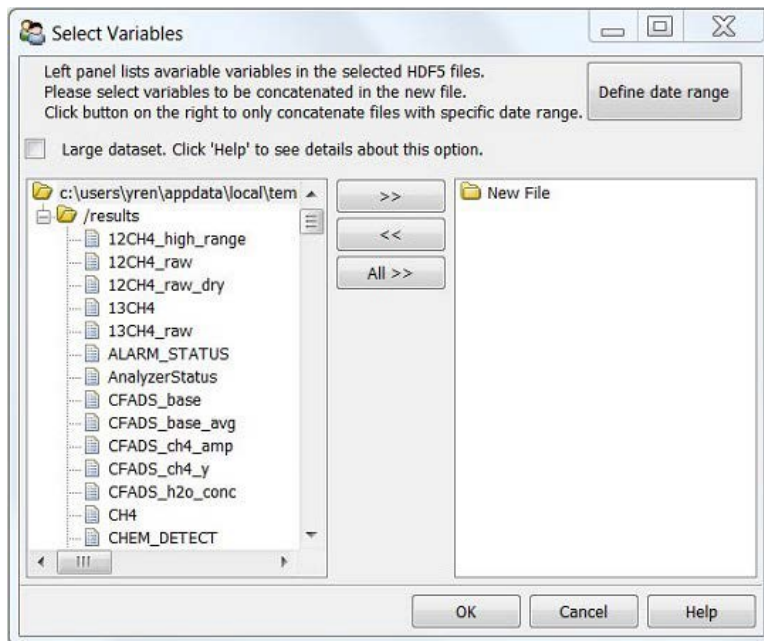 Select Variables
Left panel lists avariable variables in the selected HDF5 files.
Please select variables to be concatenated in the new file.
Click button on the right to only concatenate files with specific date range.
Define date range
Large dataset. Click 'Help' to see details about this option.
c:\users\yren\appdata\local\tem
/results
12CH4_high_range
12CH4_raw
12CH4_raw_dry
13CH4
13CH4_raw
ALARM_STATUS
AnalyzerStatus
CFADS_base
CFADS_base_avg
CFADS_ch4_amp
CFADS_ch4_y
CFADS_h2o_conc
CH4
CHEM_DETECT
>>
<<
All >>
New File
OK
Cancel
Help